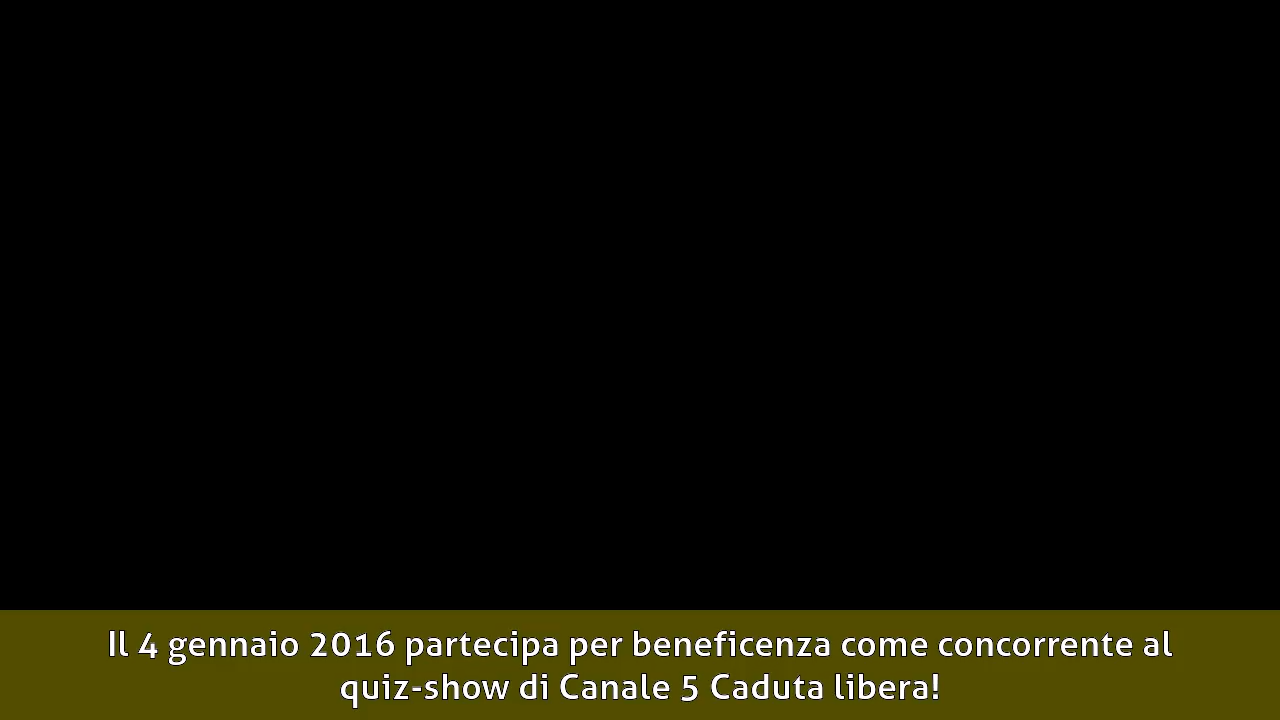 Il 4 gennaio 2016 partecipa per beneficenza come concorrente al
quiz-show di Canale 5 Caduta libera!